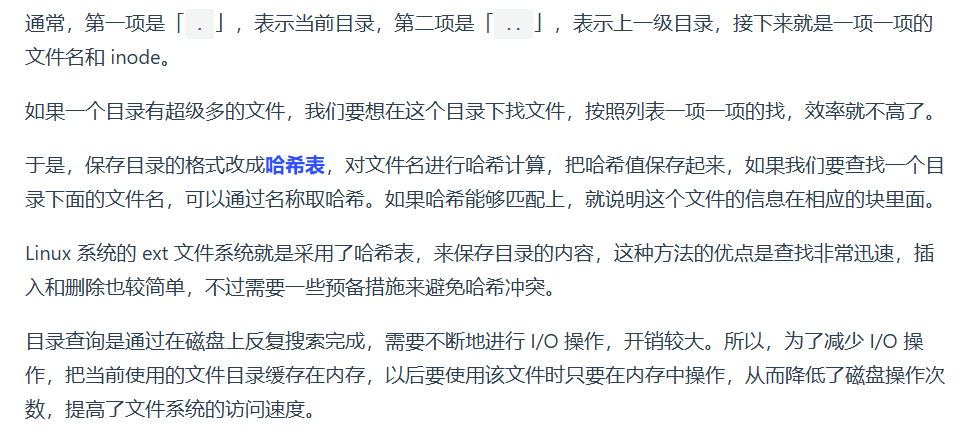 通常，第一项是「.」，表示当前目录，第二项是「..」，表示上一级目录，接下来就是一项一项的
文件名和 inode。
如果一个目录有超级多的文件，我们要想在这个目录下找文件，按照列表一项一项的找，效率就不高了。
于是，保存目录的格式改成哈希表，对文件名进行哈希计算，把哈希值保存起来，如果我们要查找一个目
录下面的文件名，可以通过名称取哈希。如果哈希能够匹配上，就说明这个文件的信息在相应的块里面。
Linux 系统的 ext 文件系统就是采用了哈希表，来保存目录的内容，这种方法的优点是查找非常迅速，插
入和删除也较简单，不过需要一些预备措施来避免哈希冲突。
目录查询是通过在磁盘上反复搜索完成，需要不断地进行 I/O 操作，开销较大。所以，为了减少 I/O 操
作，把当前使用的文件目录缓存在内存，以后要使用该文件时只要在内存中操作，从而降低了磁盘操作次
数，提高了文件系统的访问速度。